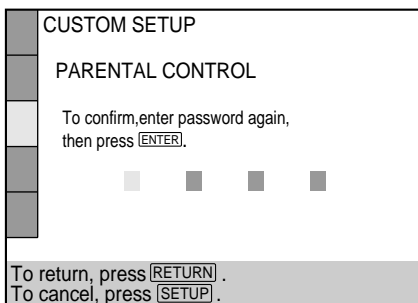 CUSTOM SETUP
PARENTAL CONTROL
To confirm,enter password again,
then press ENTER.
To return, press RETURN .
To cancel, press SETUP .